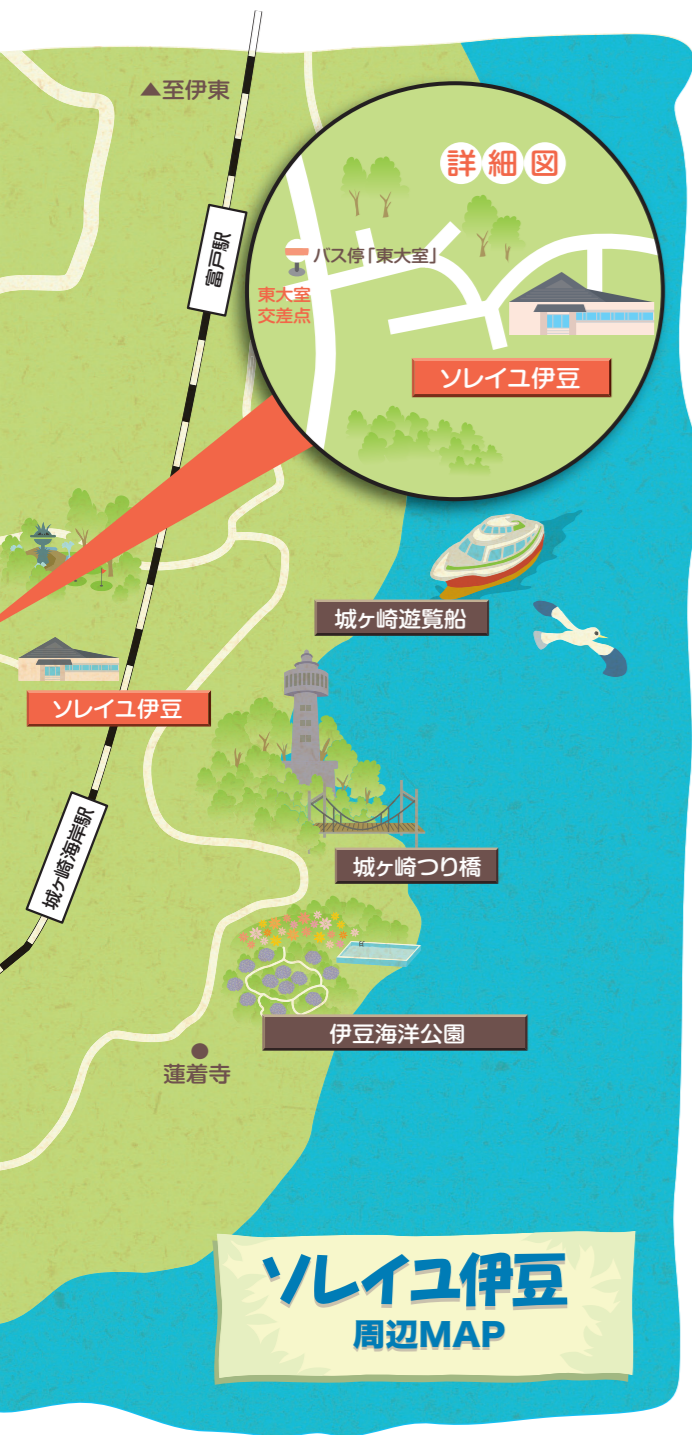 ▲至伊東
富戸駅
詳細図
バス停「東大室」
東大室
交差点
ソレイユ伊豆
城ヶ崎遊覧船
ソレイユ伊豆
城ヶ崎海岸駅
城ヶ崎つり橋
伊豆海洋公園
蓮着寺
ソレイユ伊豆
周辺MAP